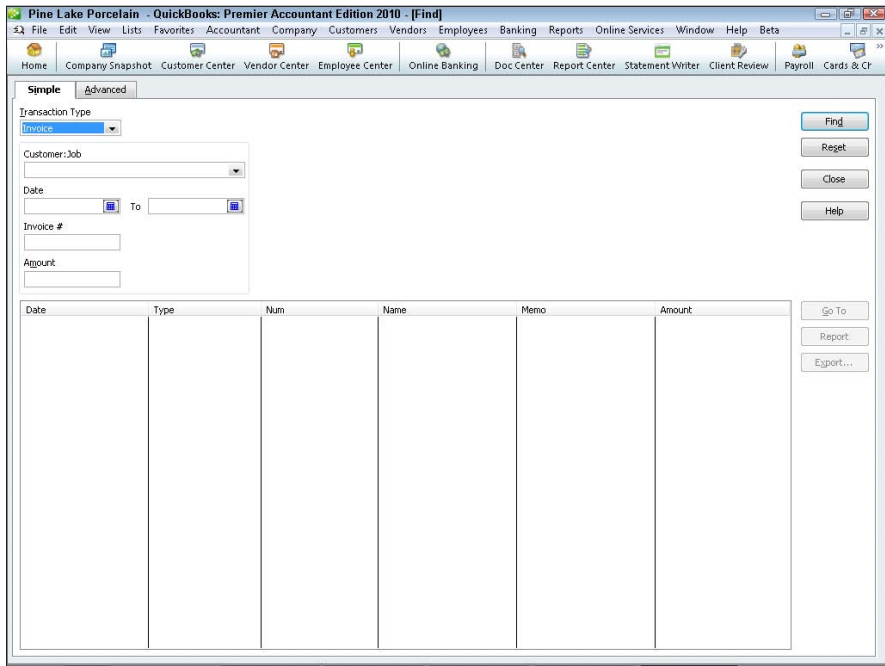 Pine Lake Porcelain - QuickBooks: Premier Accountant Edition 2010 - [Find]
File Edit View Lists Favorites Accountant Company Customers Vendors Employees Banking Reports Online Services Window Help Beta
Home Company Snapshot Customer Center Vendor Center Employee Center Online Banking Doc Center Report Center Statement Writer Client Review Payroll Cards & Ch
Simple Advanced
Transaction Type
Invoice
Find
Customer:Job
Reset
Close
Date
To
Help
Invoice #
Amount
Date Type Num Name Memo Amount
Go To
Report
Export...